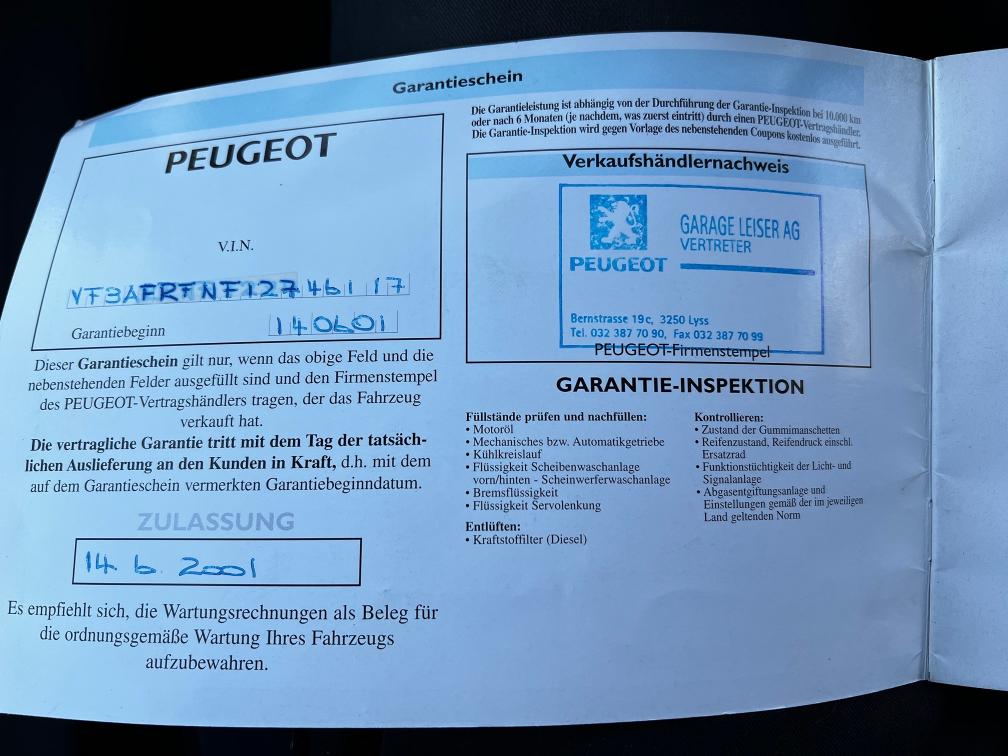 Garantieschein
PEUGEOT
V.I.N.
VF3AFRFNF12746117
Garantiebeginn 140601
Dieser Garantieschein gilt nur, wenn das obige Feld und die
nebenstehenden Felder ausgefüllt sind und den Firmenstempel
des PEUGEOT-Vertragshändlers tragen, der das Fahrzeug
verkauft hat.
Die vertragliche Garantie tritt mit dem Tag der tatsäch-
lichen Auslieferung an den Kunden in Kraft, d.h. mit dem
auf dem Garantieschein vermerkten Garantiebeginndatum.
ZULASSUNG
14. 6. 2001
Es empfiehlt sich, die Wartungsrechnungen als Beleg für
die ordnungsgemäße Wartung Ihres Fahrzeugs
aufzubewahren.
Die Garantieleistung ist abhängig von der Durchführung der Garantie-Inspektion bei 10.000 km
oder nach 6 Monaten (je nachdem, was zuerst eintritt) durch einen PEUGEOT-Vertragshändler.
Die Garantie-Inspektion wird gegen Vorlage des nebenstehenden Coupons kostenlos ausgeführt.
Verkaufshändlernachweis
GARAGE LEISER AG
VERTRETER
PEUGEOT
Bernstrasse 19c, 3250 Lyss
Tel. 032 387 70 90, Fax 032 387 70 99
PEUGEOT-Firmenstempel
GARANTIE-INSPEKTION
Füllstände prüfen und nachfüllen:
• Motoröl
• Mechanisches bzw. Automatikgetriebe
• Kühlkreislauf
• Flüssigkeit Scheibenwaschanlage
vorn/hinten - Scheinwerferwaschanlage
• Bremsflüssigkeit
• Flüssigkeit Servolenkung
Entlüften:
• Kraftstoffilter (Diesel)
Kontrollieren:
• Zustand der Gummimanschetten
• Reifenzustand, Reifendruck einschl.
Ersatzrad
• Funktionstüchtigkeit der Licht- und
Signalanlage
• Abgasentgiftungsanlage und
Einstellungen gemäß der im jeweiligen
Land geltenden Norm